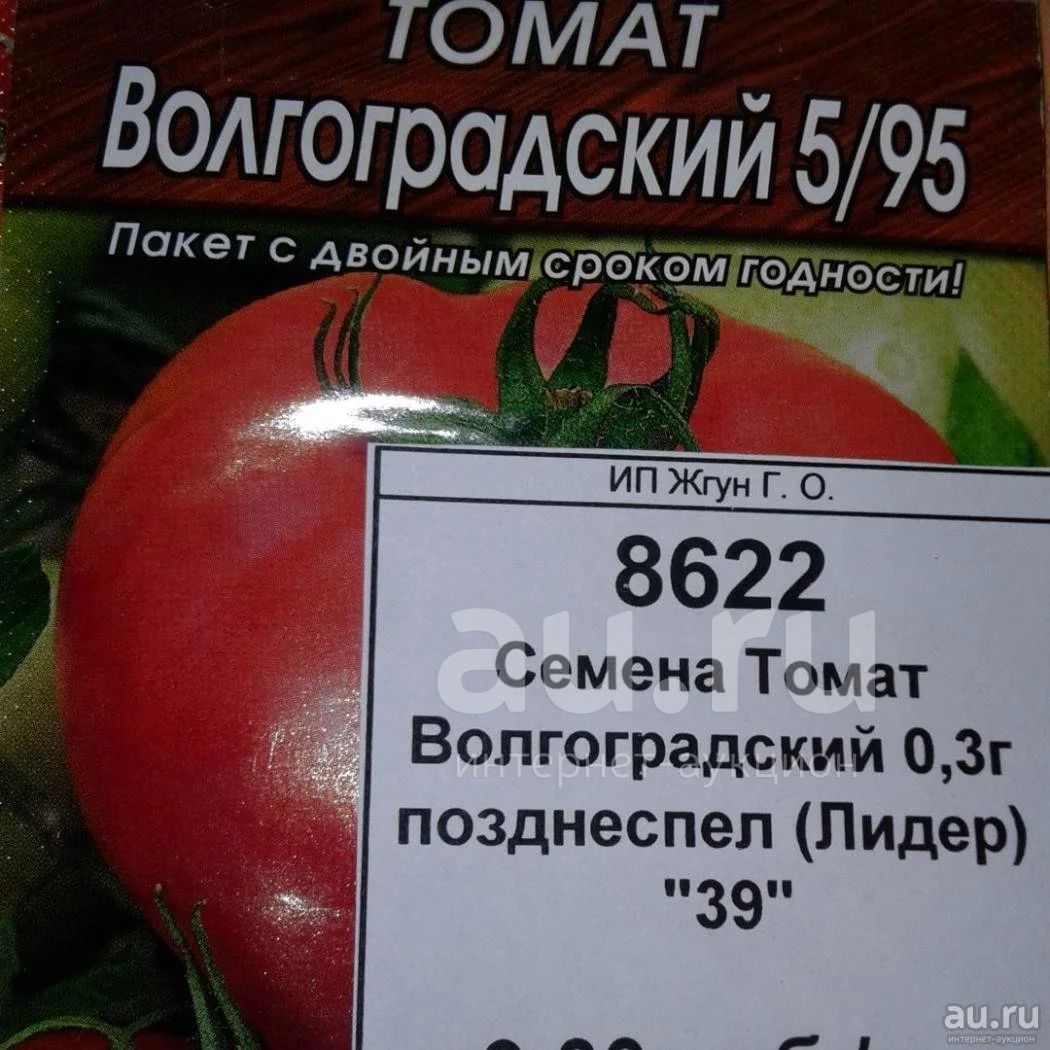 ТОМАТ
Волгоградский 5/95
Пакет с двойным сроком годности!
ИП Жгун Г. О.
8622
Семена Томат
Волгоградский 0,3г
позднеспел (Лидер)
"39"
au.ru
интернет-аукцион
au.ru
интернет-аукцион